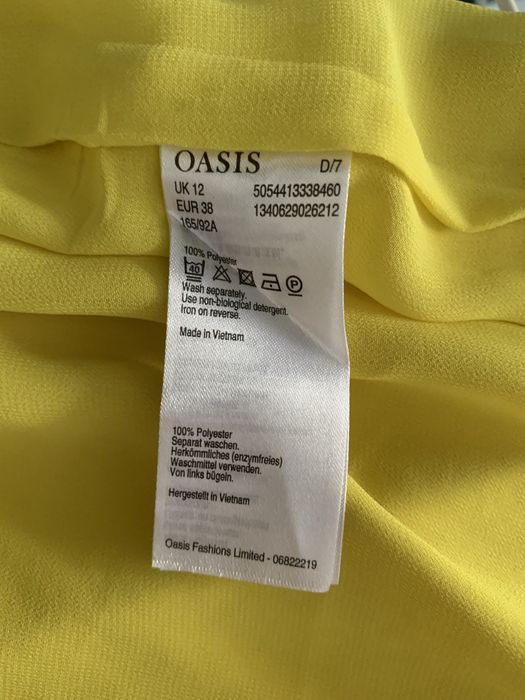 OASIS
D/7
UK 12 5054413338460
EUR 38 1340629026212
165/92A
100% Polyester
40
P
Wash separately.
Use non-biological detergent.
Iron on reverse.
Made in Vietnam
100% Polyester
Separat waschen.
Herkömmliches (enzymfreies)
Waschmittel verwenden.
Von links bügeln.
Hergestellt in Vietnam
Oasis Fashions Limited - 06822219